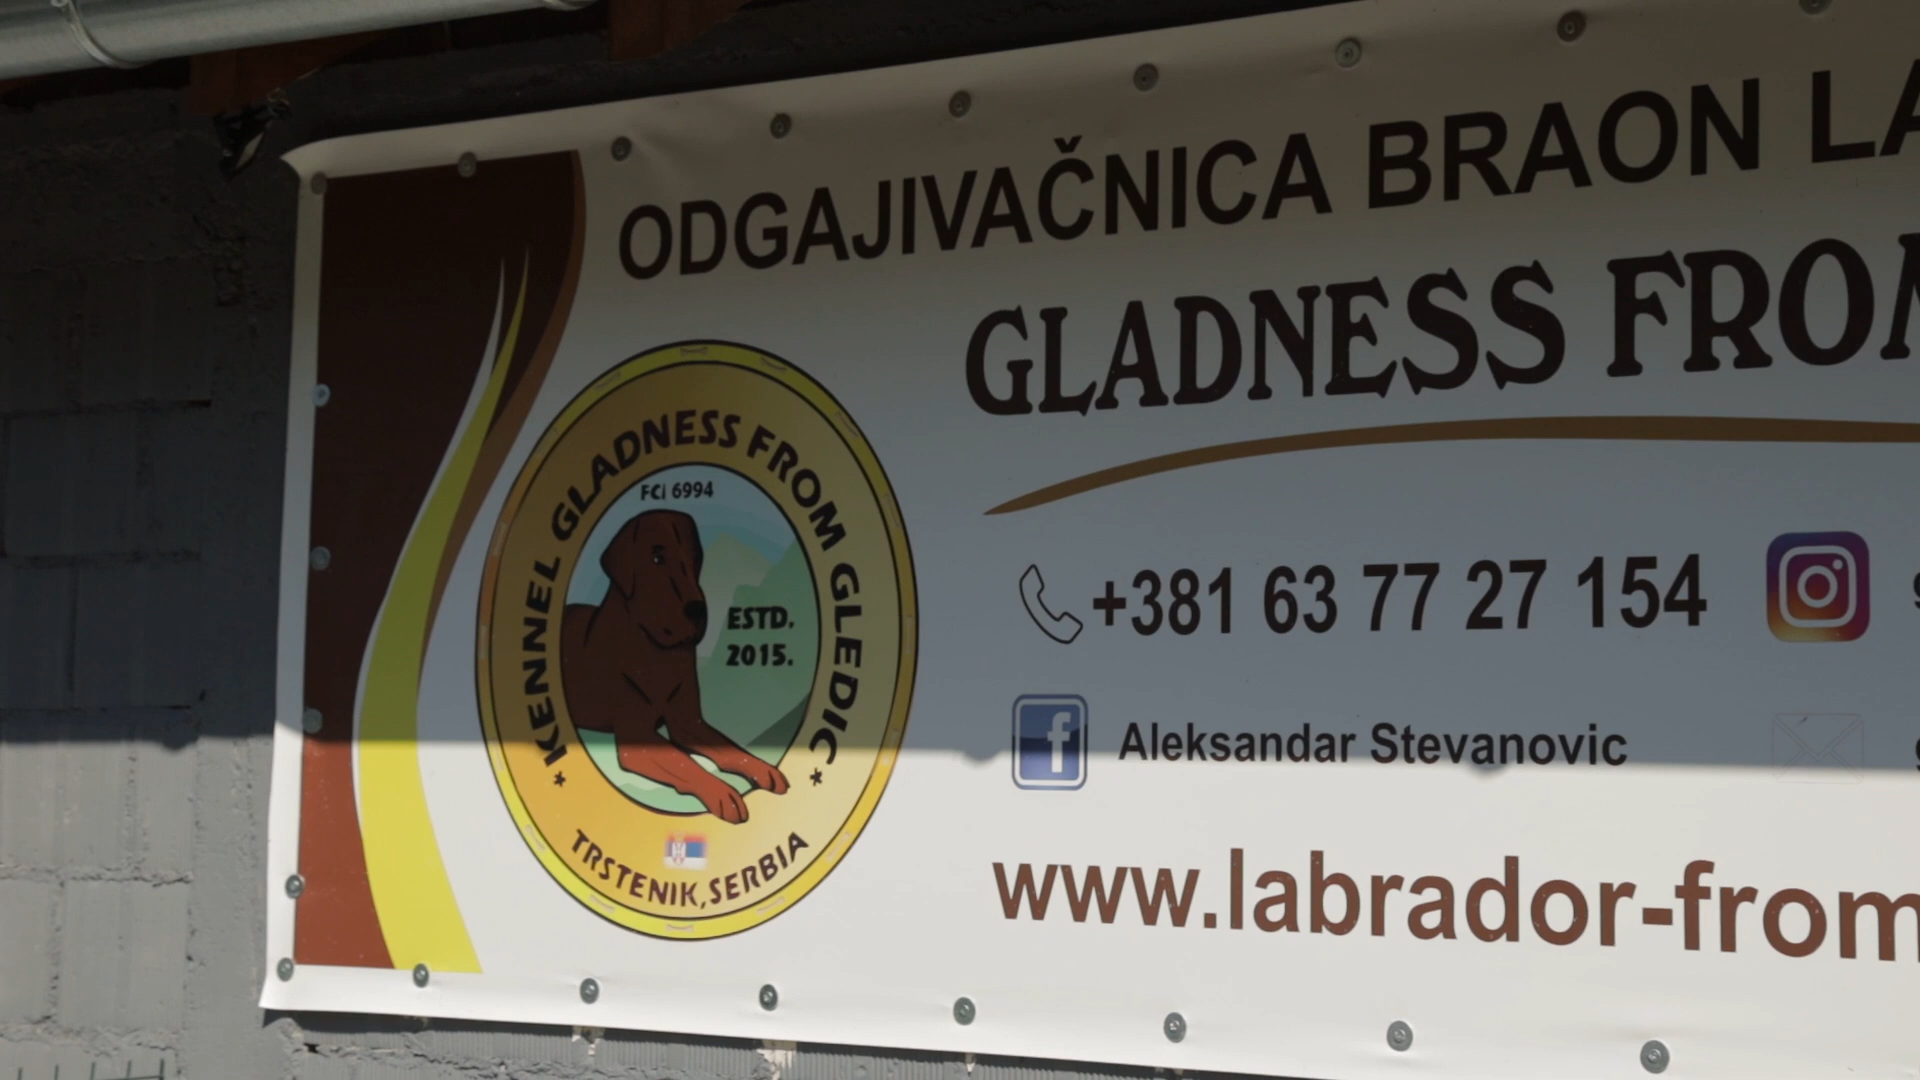 ODGAJIVAČNICA BRAON LA
GLADNESS FROM
* KENNEL GLADNESS FROM GLEDIC *
FCI 6994
ESTD.
2015.
TRSTENIK, SERBIA
+381 63 77 27 154
Aleksandar Stevanovic
www.labrador-from